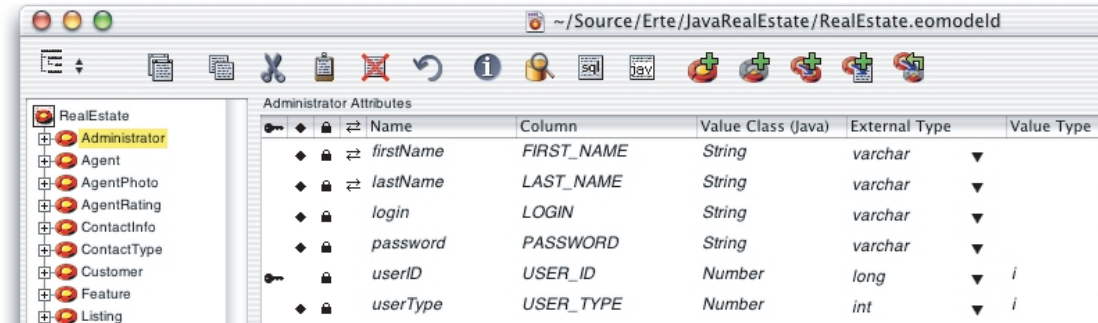 ~/Source/Erte/JavaRealEstate/RealEstate.eomodeld
sql
jav
RealEstate
Administrator
Agent
AgentPhoto
AgentRating
ContactInfo
ContactType
Customer
Feature
Listing
Administrator Attributes
Name Column Value Class (Java) External Type Value Type
firstName FIRST_NAME String varchar
lastName LAST_NAME String varchar
login LOGIN String varchar
password PASSWORD String varchar
userID USER_ID Number long i
userType USER_TYPE Number int i